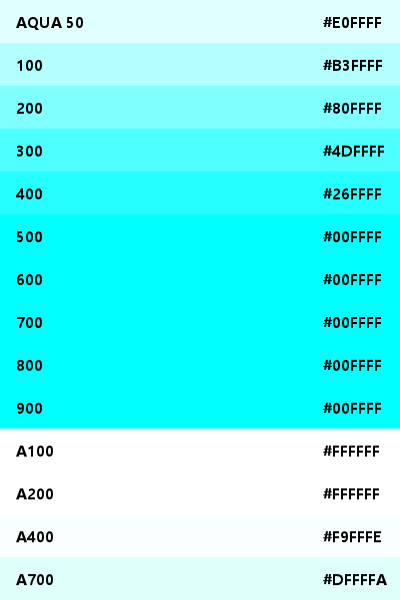 AQUA 50 #E0FFFF
100 #B3FFFF
200 #80FFFF
300 #4DFFFF
400 #26FFFF
500 #00FFFF
600 #00FFFF
700 #00FFFF
800 #00FFFF
900 #00FFFF
A100 #FFFFFF
A200 #FFFFFF
A400 #F9FFFE
A700 #DFFFFA